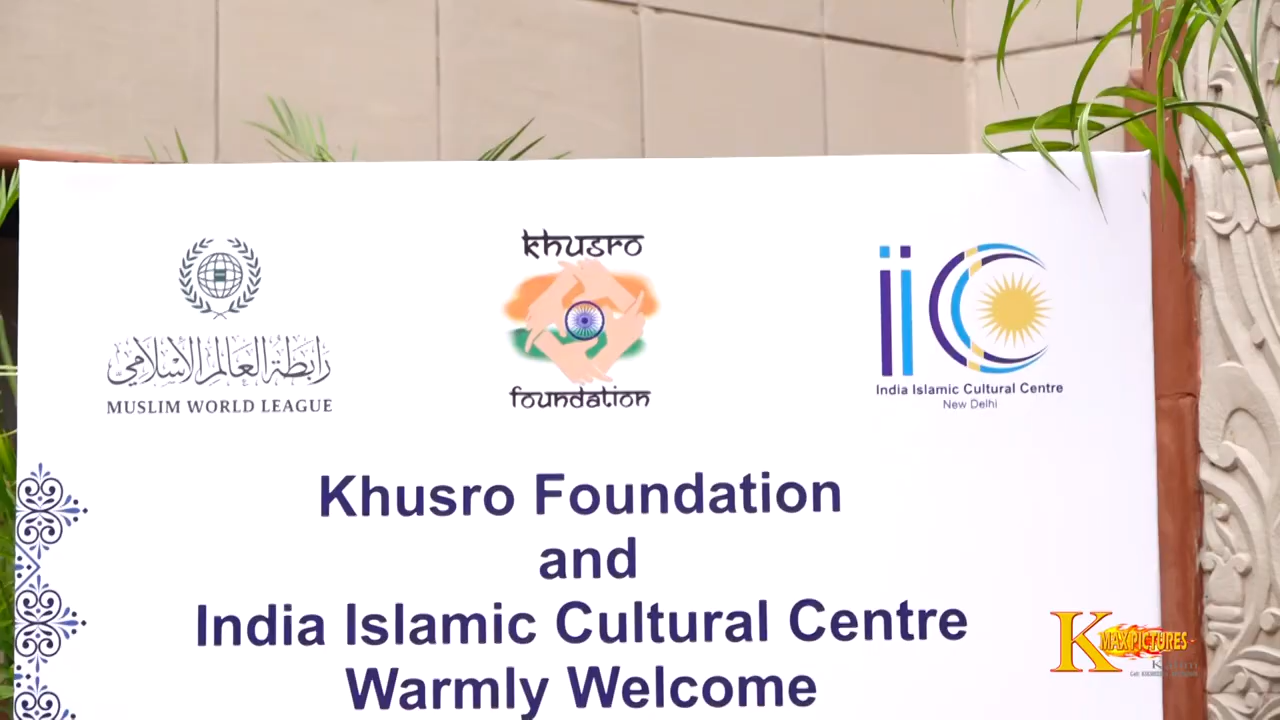 رابطة العالم الإسلامي
MUSLIM WORLD LEAGUE
khusro
foundation
iiC
India Islamic Cultural Centre
New Delhi
Khusro Foundation
and
India Islamic Cultural Centre
Warmly Welcome
K MAX PICTURES